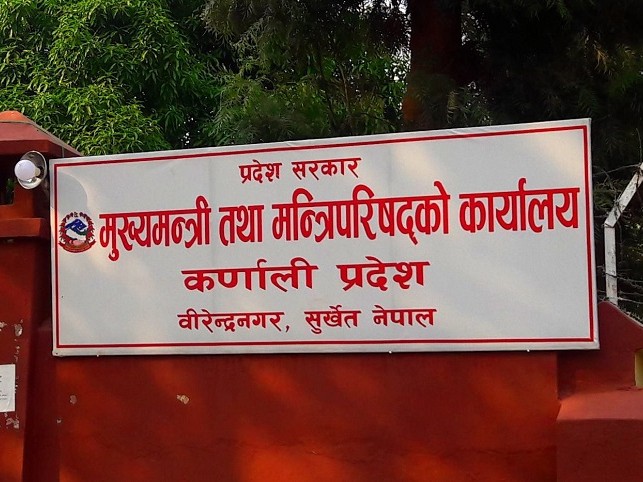 प्रदेश सरकार
मुख्यमन्त्री तथा मन्त्रिपरिषद्को कार्यालय
कर्णाली प्रदेश
वीरेन्द्रनगर, सुर्खेत नेपाल